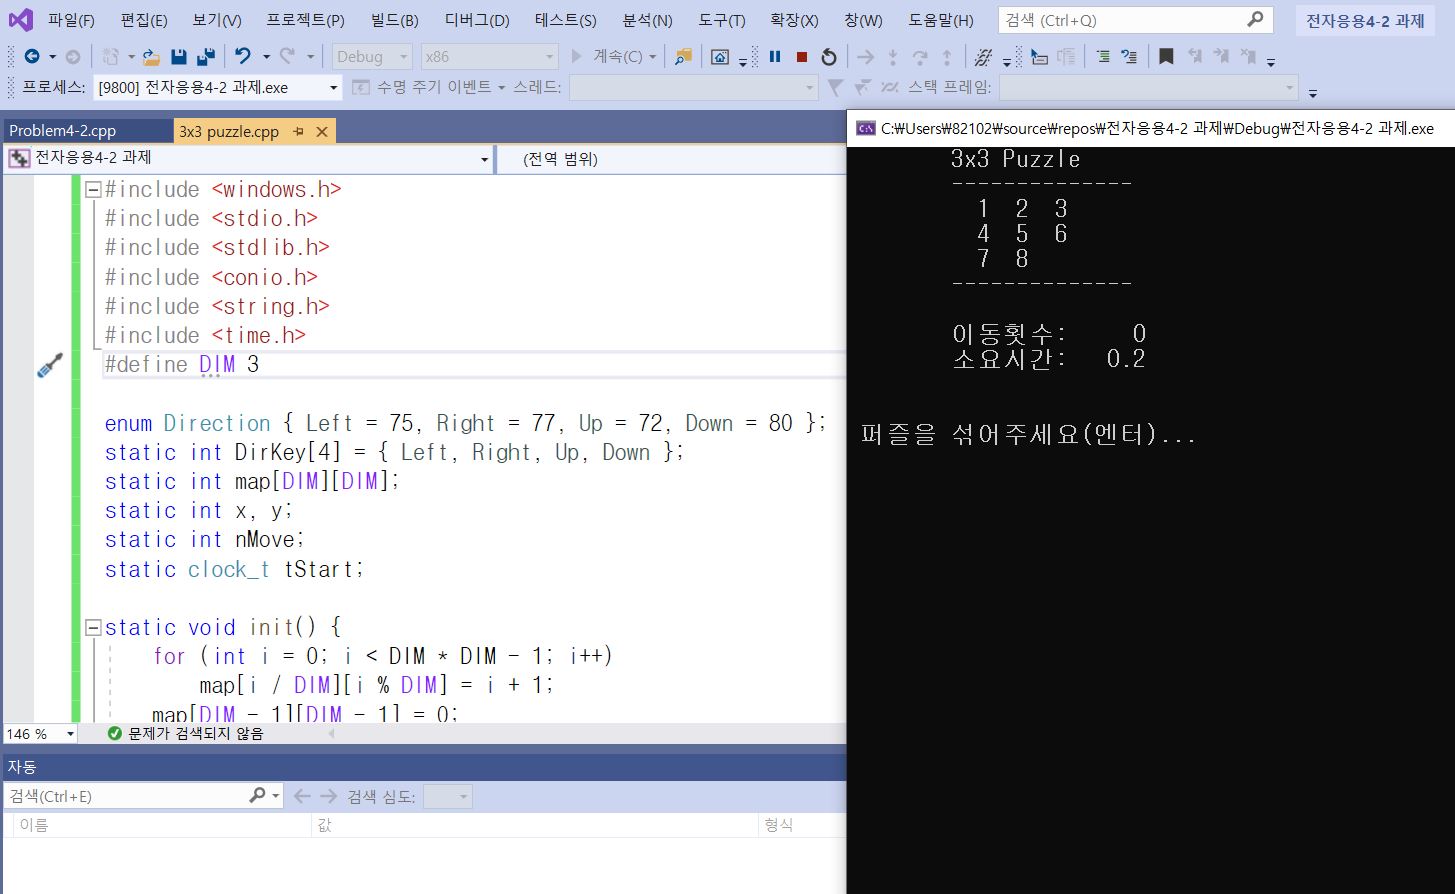 파일(F) 편집(E) 보기(V) 프로젝트(P) 빌드(B) 디버그(D) 테스트(S) 분석(N) 도구(T) 확장(X) 창(W) 도움말(H) 검색 (Ctrl+Q) 전자응용4-2 과제
Debug x86 계속(C)
프로세스: [9800] 전자응용4-2 과제.exe 수명 주기 이벤트 스레드: 스택 프레임:
Problem4-2.cpp 3x3 puzzle.cpp
전자응용4-2 과제 (전역 범위)
#include <windows.h>
#include <stdio.h>
#include <stdlib.h>
#include <conio.h>
#include <string.h>
#include <time.h>
#define DIM 3
enum Direction { Left = 75, Right = 77, Up = 72, Down = 80 };
static int DirKey[4] = { Left, Right, Up, Down };
static int map[DIM][DIM];
static int x, y;
static int nMove;
static clock_t tStart;
static void init() {
for (int i = 0; i < DIM * DIM - 1; i++)
map[i / DIM][i % DIM] = i + 1;
map[DIM - 1][DIM - 1] = 0;
146 % 문제가 검색되지 않음
자동
검색(Ctrl+E) 검색 심도:
이름 값 형식
C:\Users\82102\source\repos\전자응용4-2 과제\Debug\전자응용4-2 과제.exe
3x3 Puzzle
--------------
1 2 3
4 5 6
7 8
--------------
이동횟수: 0
소요시간: 0.2
퍼즐을 섞어주세요(엔터)...